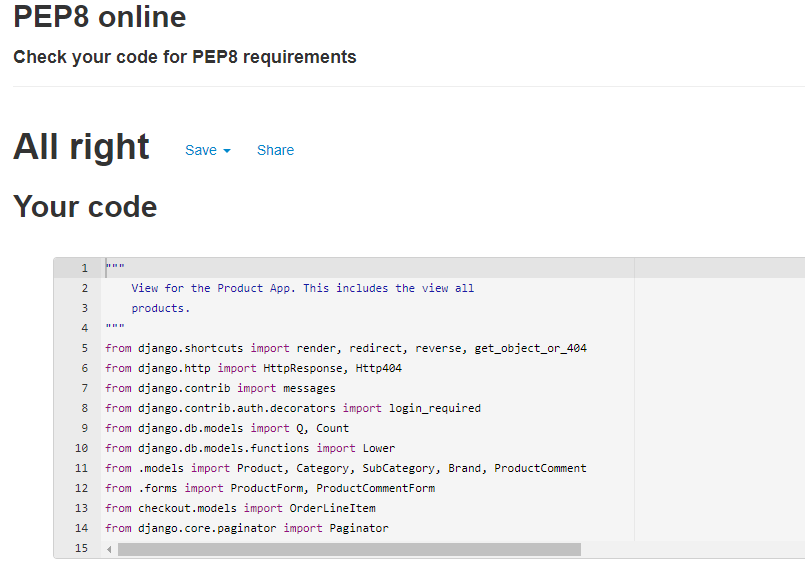 PEP8 online
Check your code for PEP8 requirements
All right Save Share
Your code
1 """
2 View for the Product App. This includes the view all
3 products.
4 """
5 from django.shortcuts import render, redirect, reverse, get_object_or_404
6 from django.http import HttpResponse, Http404
7 from django.contrib import messages
8 from django.contrib.auth.decorators import login_required
9 from django.db.models import Q, Count
10 from django.db.models.functions import Lower
11 from .models import Product, Category, SubCategory, Brand, ProductComment
12 from .forms import ProductForm, ProductCommentForm
13 from checkout.models import OrderLineItem
14 from django.core.paginator import Paginator
15